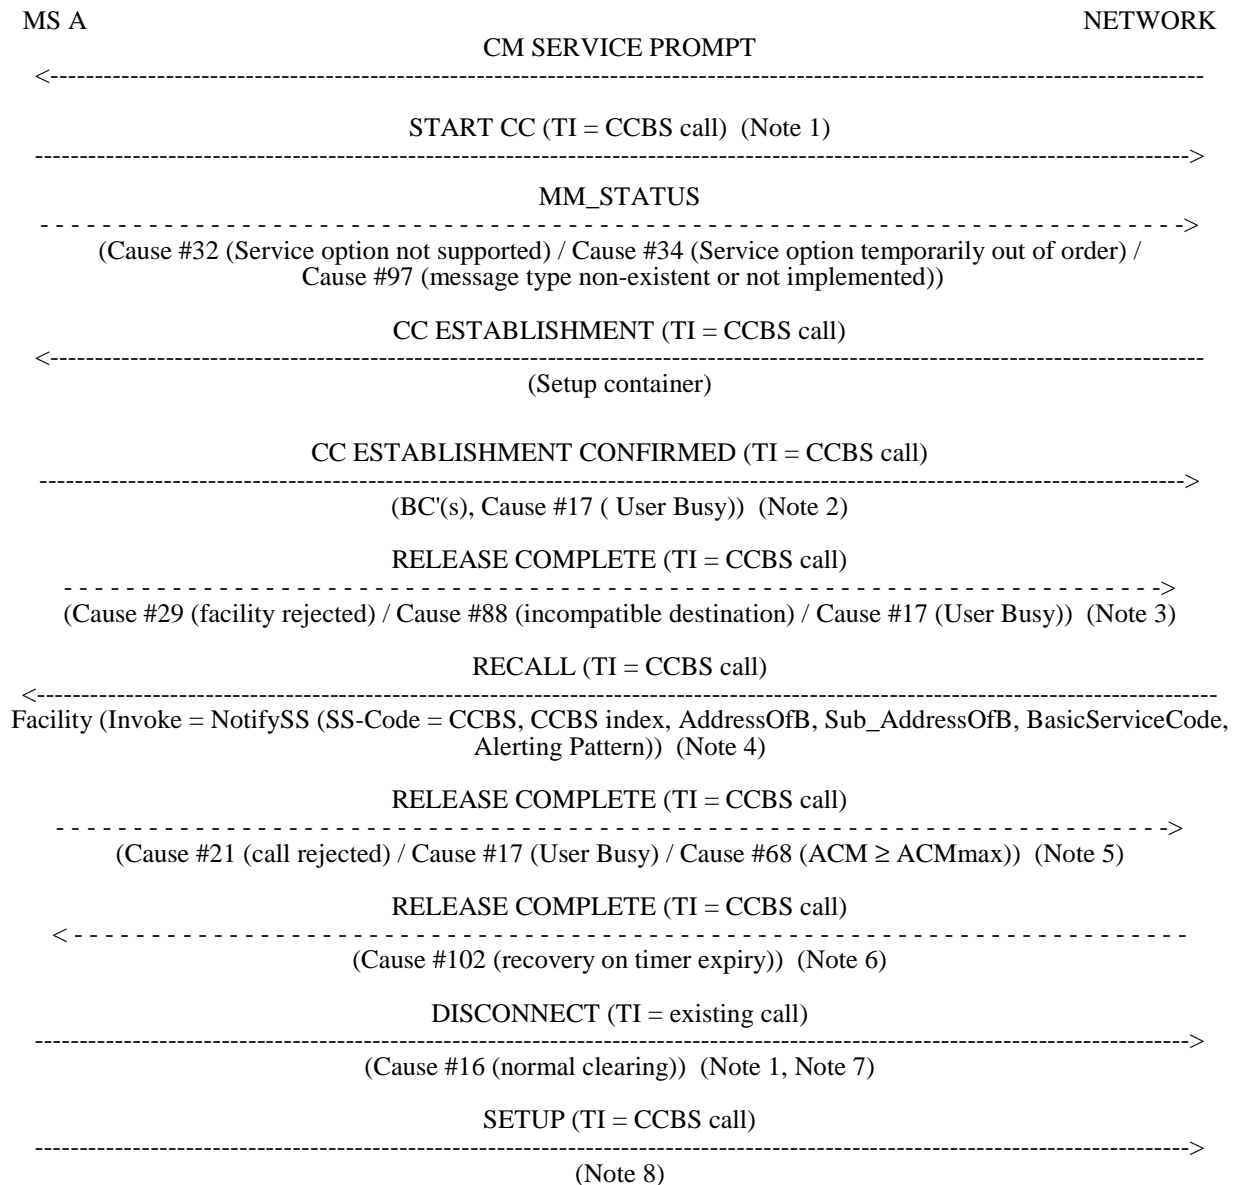 MS A NETWORK
CM SERVICE PROMPT
<------------------------------------------------------------
START CC (TI = CCBS call) (Note 1)
------------------------------------------------------------>
MM_STATUS
- - - - - - - - - - - - - - - - - - - - - - - - - - - - - ->
(Cause #32 (Service option not supported) / Cause #34 (Service option temporarily out of order) /
Cause #97 (message type non-existent or not implemented))
CC ESTABLISHMENT (TI = CCBS call)
<------------------------------------------------------------
(Setup container)
CC ESTABLISHMENT CONFIRMED (TI = CCBS call)
------------------------------------------------------------>
(BC'(s), Cause #17 ( User Busy)) (Note 2)
RELEASE COMPLETE (TI = CCBS call)
- - - - - - - - - - - - - - - - - - - - - - - - - - - - - ->
(Cause #29 (facility rejected) / Cause #88 (incompatible destination) / Cause #17 (User Busy)) (Note 3)
RECALL (TI = CCBS call)
<------------------------------------------------------------
Facility (Invoke = NotifySS (SS-Code = CCBS, CCBS index, AddressOfB, Sub_AddressOfB, BasicServiceCode,
Alerting Pattern)) (Note 4)
RELEASE COMPLETE (TI = CCBS call)
- - - - - - - - - - - - - - - - - - - - - - - - - - - - - ->
(Cause #21 (call rejected) / Cause #17 (User Busy) / Cause #68 (ACM ≥ ACMmax)) (Note 5)
RELEASE COMPLETE (TI = CCBS call)
<- - - - - - - - - - - - - - - - - - - - - - - - - - - - - -
(Cause #102 (recovery on timer expiry)) (Note 6)
DISCONNECT (TI = existing call)
------------------------------------------------------------>
(Cause #16 (normal clearing)) (Note 1, Note 7)
SETUP (TI = CCBS call)
------------------------------------------------------------>
(Note 8)